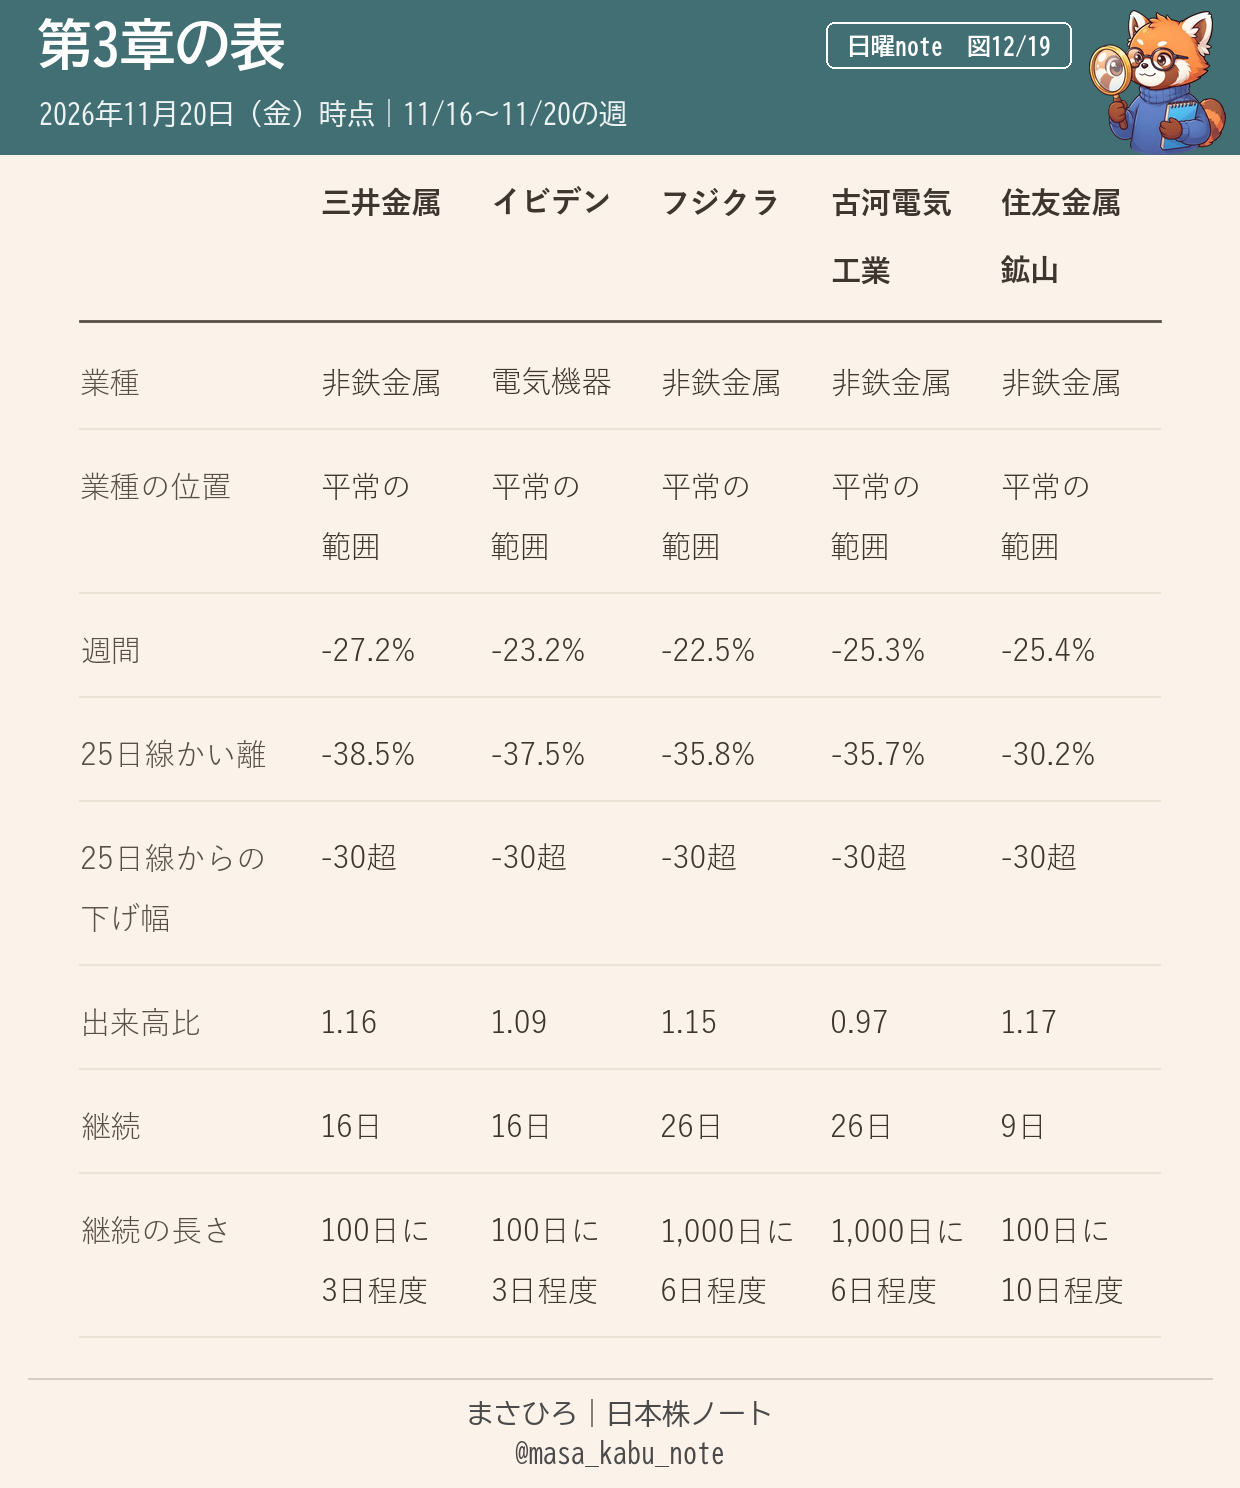 第3章の表
日曜note　図12/19
2026年11月20日（金）時点｜11/16〜11/20の週
三井金属 イビデン フジクラ 古河電気 住友金属
工業 鉱山
業種 非鉄金属 電気機器 非鉄金属 非鉄金属 非鉄金属
業種の位置 平常の 平常の 平常の 平常の 平常の
範囲 範囲 範囲 範囲 範囲
週間 -27.2% -23.2% -22.5% -25.3% -25.4%
25日線かい離 -38.5% -37.5% -35.8% -35.7% -30.2%
25日線からの -30超 -30超 -30超 -30超 -30超
下げ幅
出来高比 1.16 1.09 1.15 0.97 1.17
継続 16日 16日 26日 26日 9日
継続の長さ 100日に 100日に 1,000日に 1,000日に 100日に
3日程度 3日程度 6日程度 6日程度 10日程度
まさひろ｜日本株ノート
@masa_kabu_note